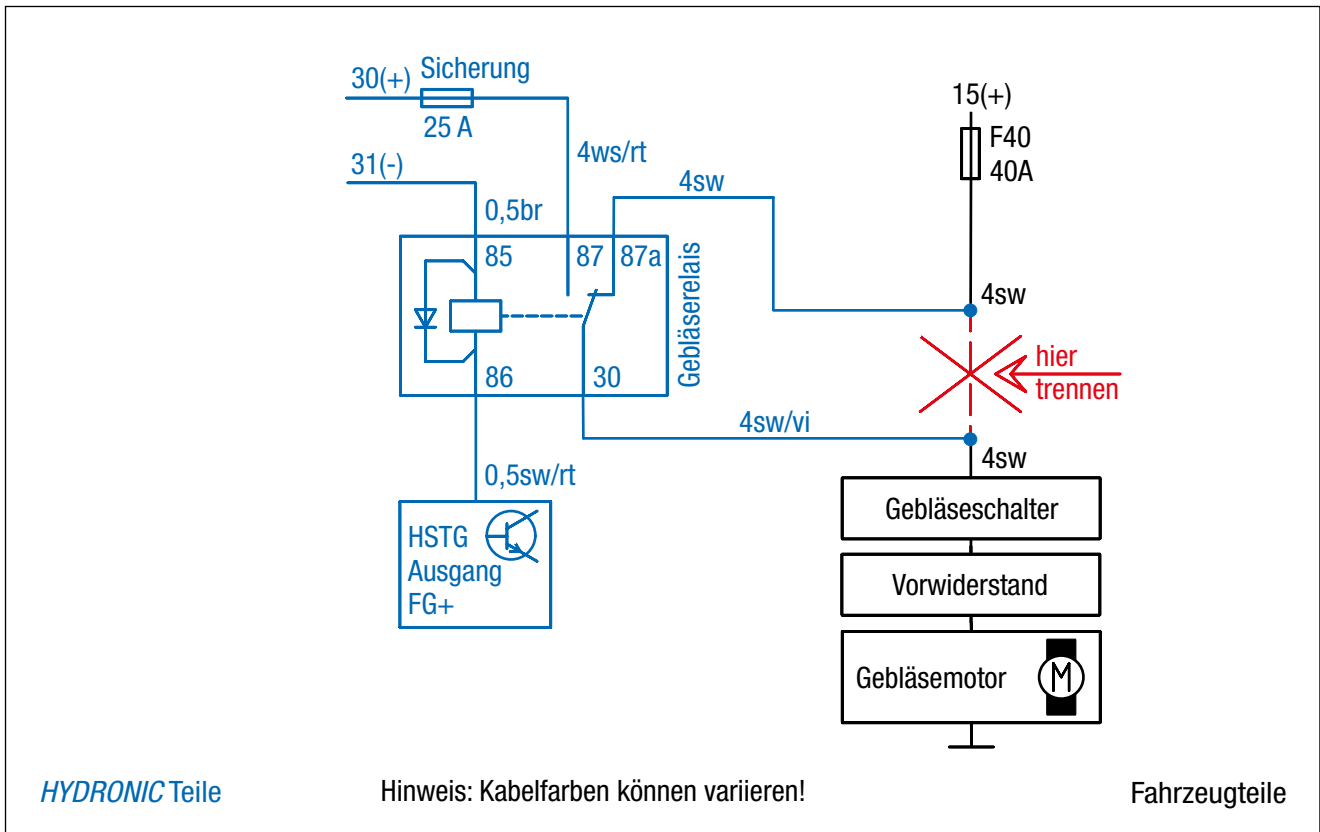 30(+)
Sicherung
25 A
31(-)
4ws/rt
0,5br
4sw
15(+)
F40
40A
85
87
87a
Gebläserelais
86
30
4sw
hier
trennen
4sw/vi
4sw
0,5sw/rt
HSTG
Ausgang
FG+
Gebläseschalter
Vorwiderstand
Gebläsemotor
M
HYDRONIC Teile
Hinweis: Kabelfarben können variieren!
Fahrzeugteile